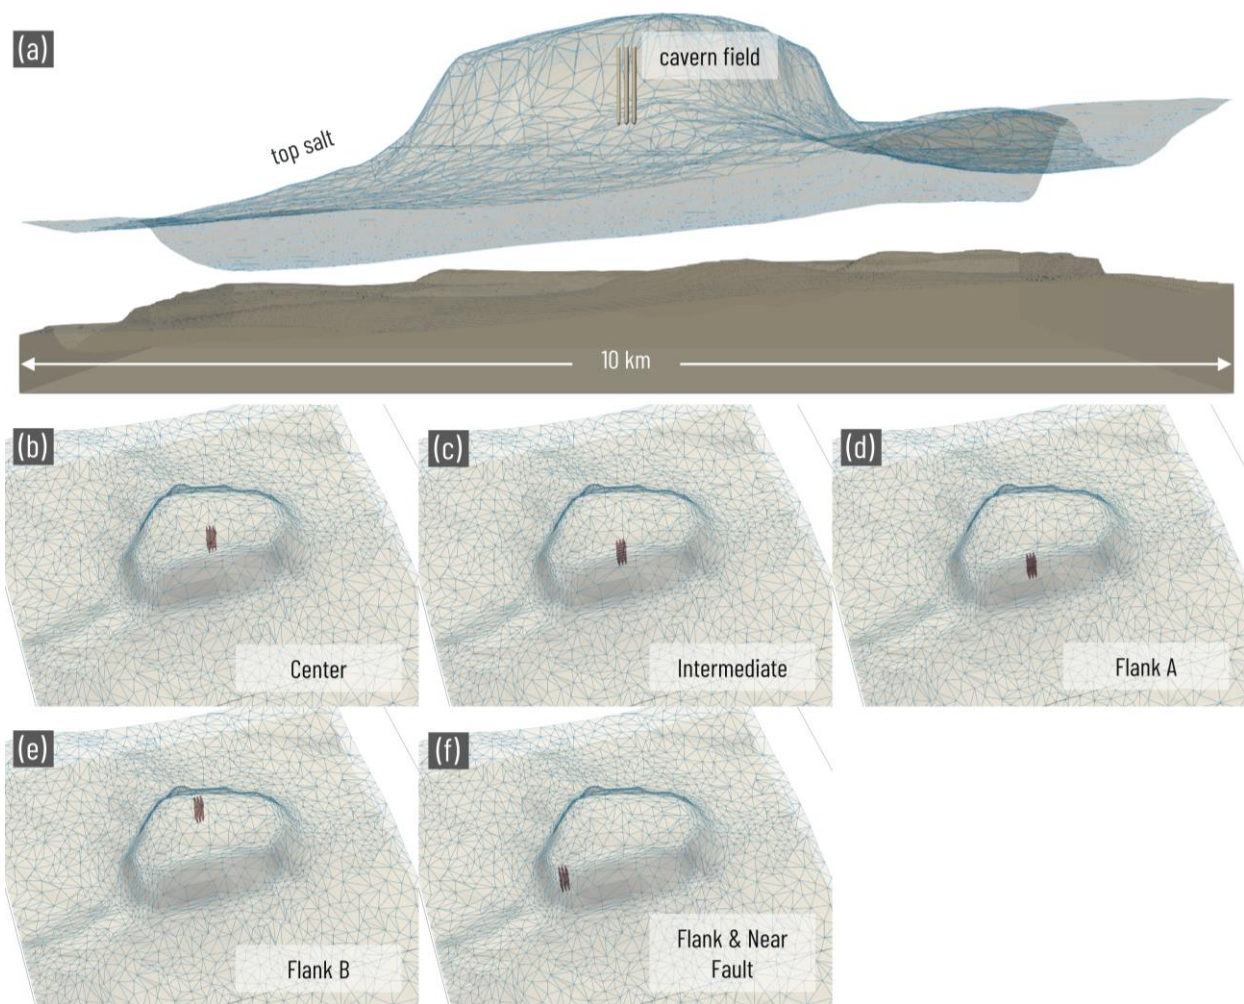 (a)
cavern field
top salt
10 km
(b)
Center
(c)
Intermediate
(d)
Flank A
(e)
Flank B
(f)
Flank & Near
Fault